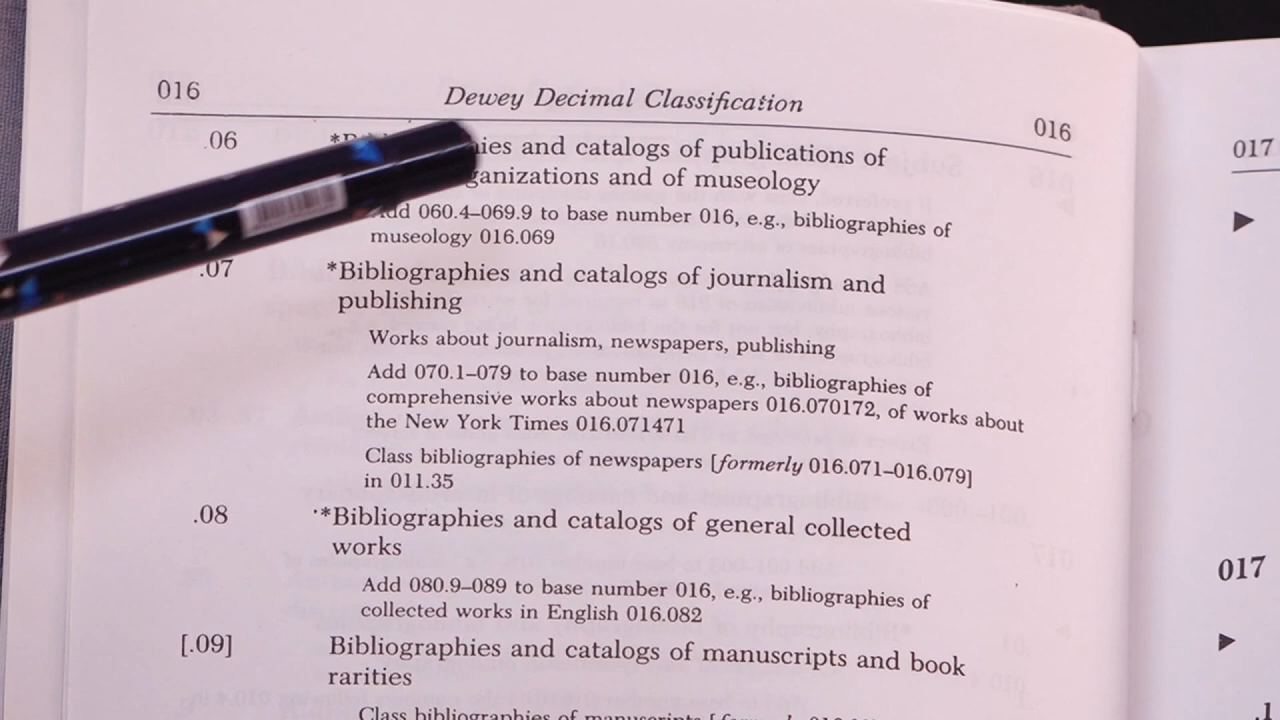 016 Dewey Decimal Classification 016
.06 and catalogs of publications of
and of museology
060.4–069.9 to base number 016, e.g., bibliographies of
museology 016.069
.07 *Bibliographies and catalogs of journalism and
publishing
Works about journalism, newspapers, publishing
Add 070.1–079 to base number 016, e.g., bibliographies of
comprehensive works about newspapers 016.070172, of works about
the New York Times 016.071471
Class bibliographies of newspapers [formerly 016.071–016.079]
in 011.35
.08 *Bibliographies and catalogs of general collected
works
Add 080.9–089 to base number 016, e.g., bibliographies of
collected works in English 016.082
[.09] Bibliographies and catalogs of manuscripts and book
rarities
Class bibliographies of manuscripts
017
017
.1